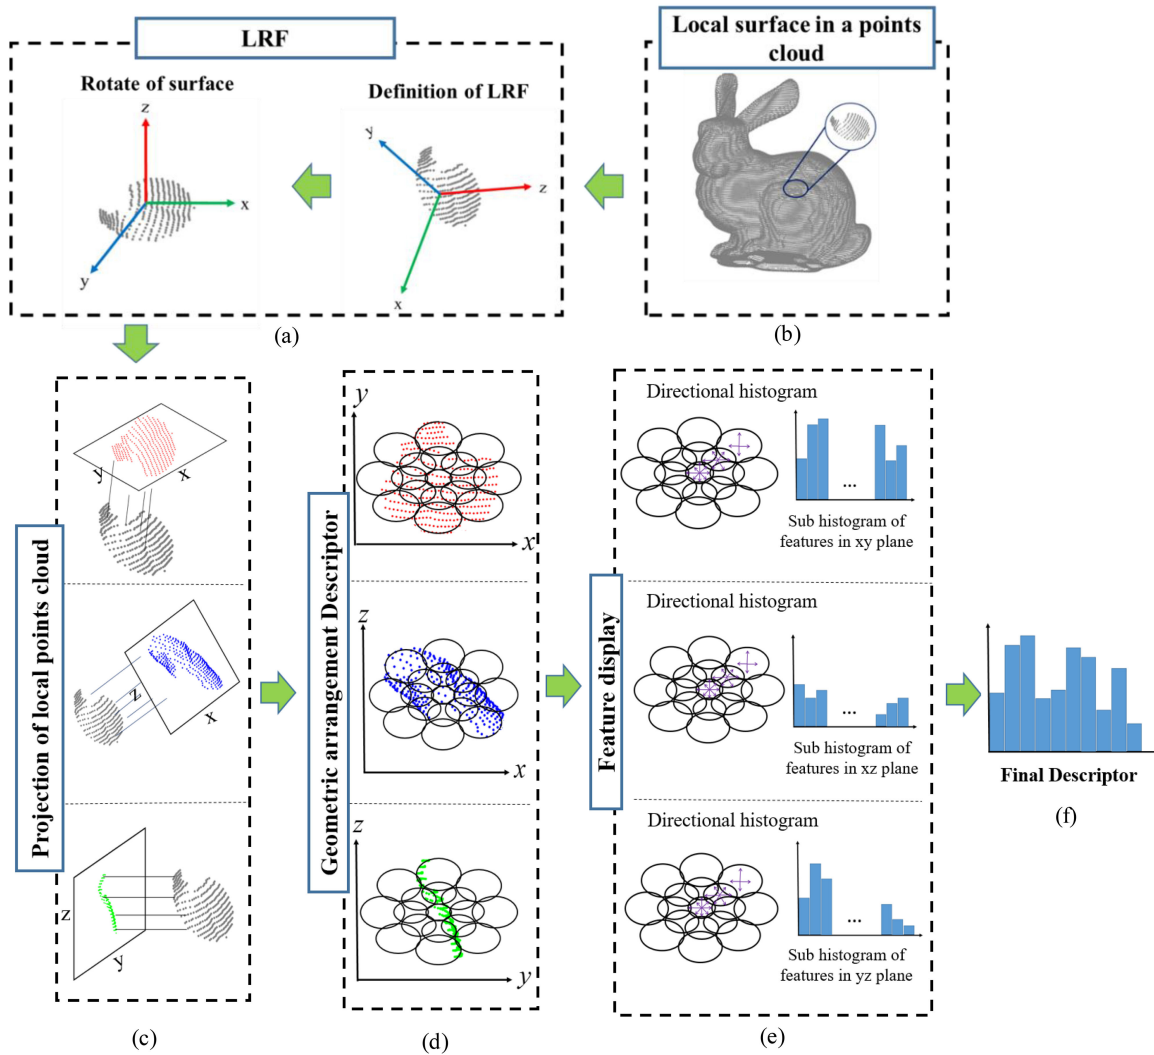 LRF
Local surface in a points
cloud
Rotate of surface
Definition of LRF
z
x
y
y
z
x
(a)
(b)
Projection of local points cloud
y
x
z
x
z
y
(c)
Geometric arrangement Descriptor
y
x
z
x
z
y
(d)
Feature display
Directional histogram
...
Sub histogram of
features in xy plane
Directional histogram
...
Sub histogram of
features in xz plane
Directional histogram
...
Sub histogram of
features in yz plane
(e)
Final Descriptor
(f)